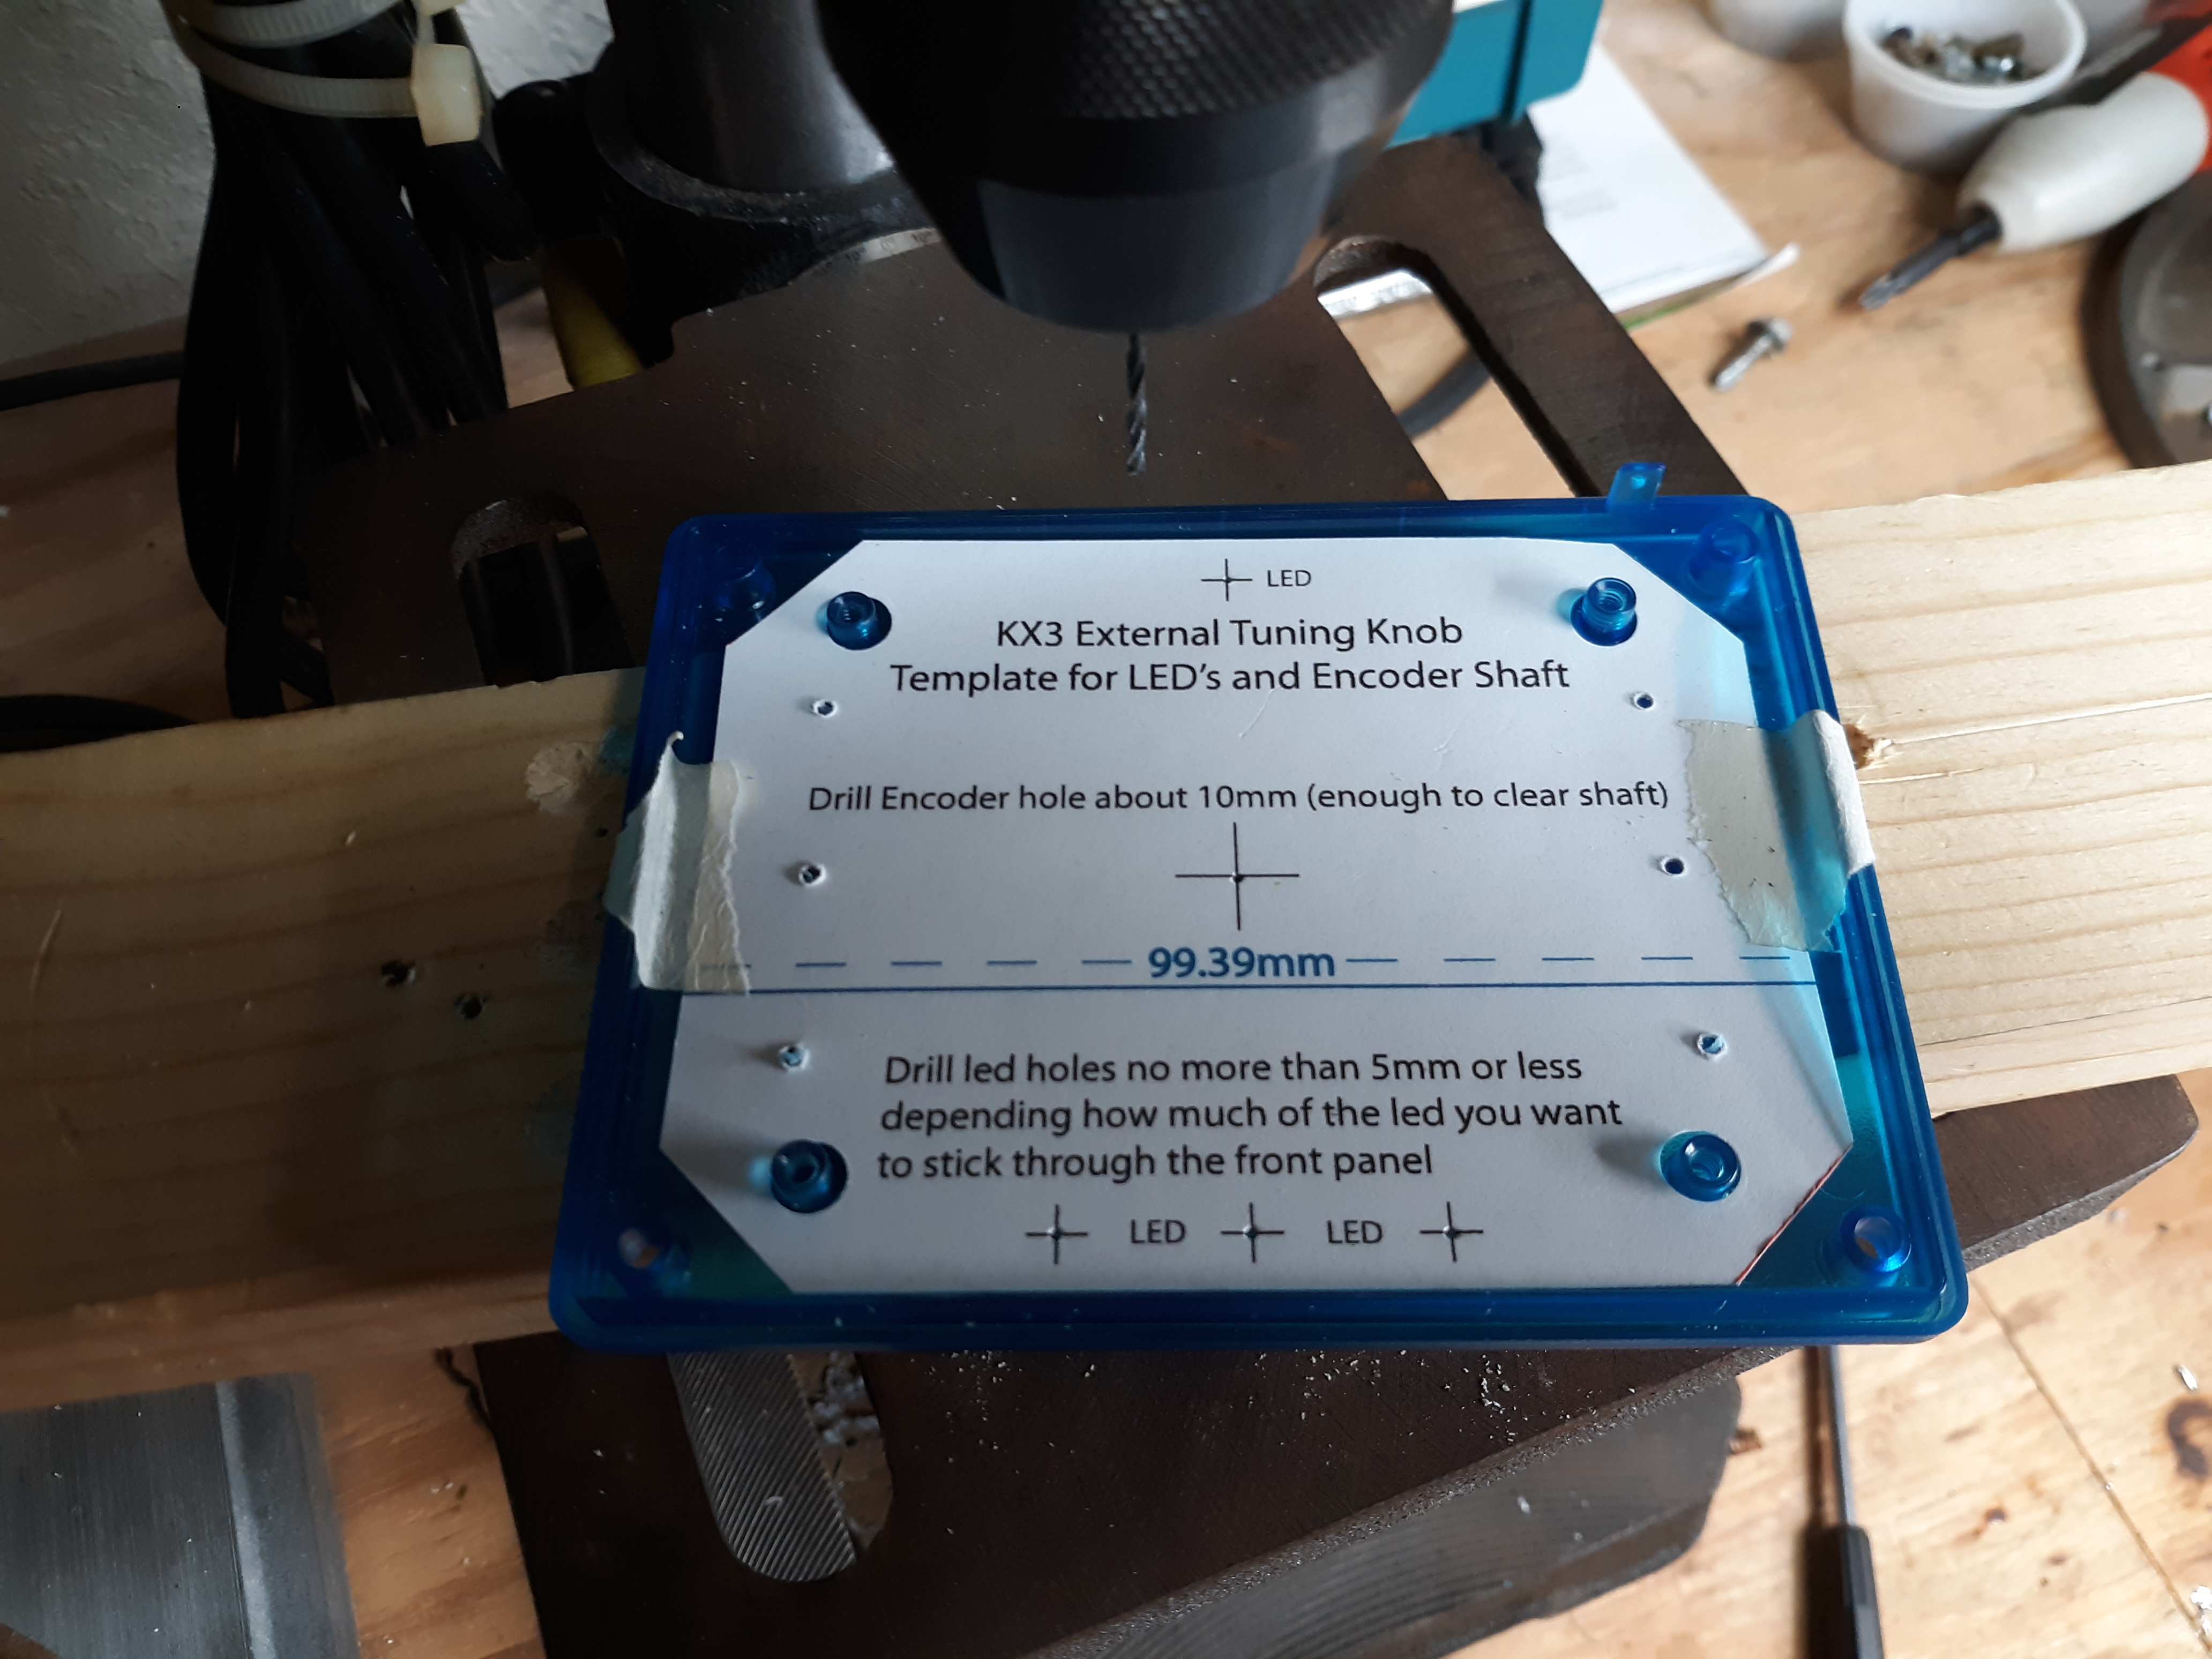 LED
KX3 External Tuning Knob
Template for LED’s and Encoder Shaft
Drill Encoder hole about 10mm (enough to clear shaft)
99.39mm
Drill led holes no more than 5mm or less
depending how much of the led you want
to stick through the front panel
LED LED